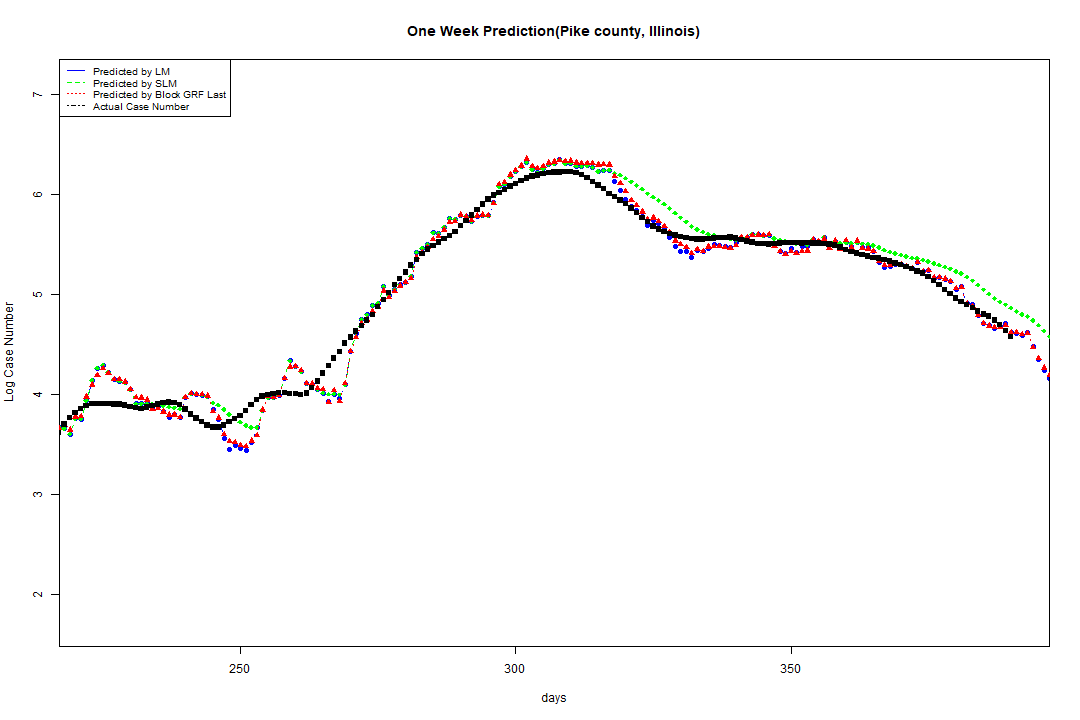 One Week Prediction(Pike county, Illinois)
Predicted by LM
Predicted by SLM
Predicted by Block GRF Last
Actual Case Number
7
6
5
4
3
2
Log Case Number
250
300
350
days